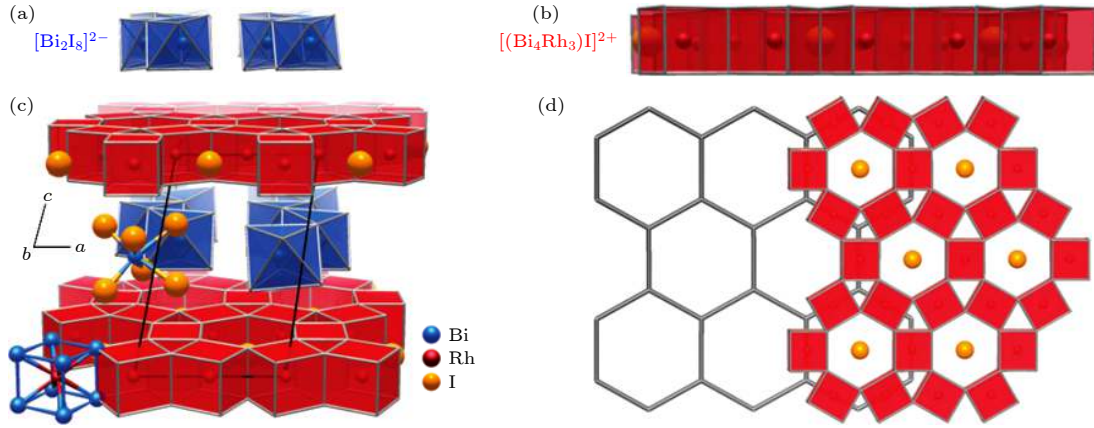 (a)
[Bi₂I₈]²⁻
(b)
[(Bi₄Rh₃)I]²⁺
(c)
c
b
a
Bi
Rh
I
(d)